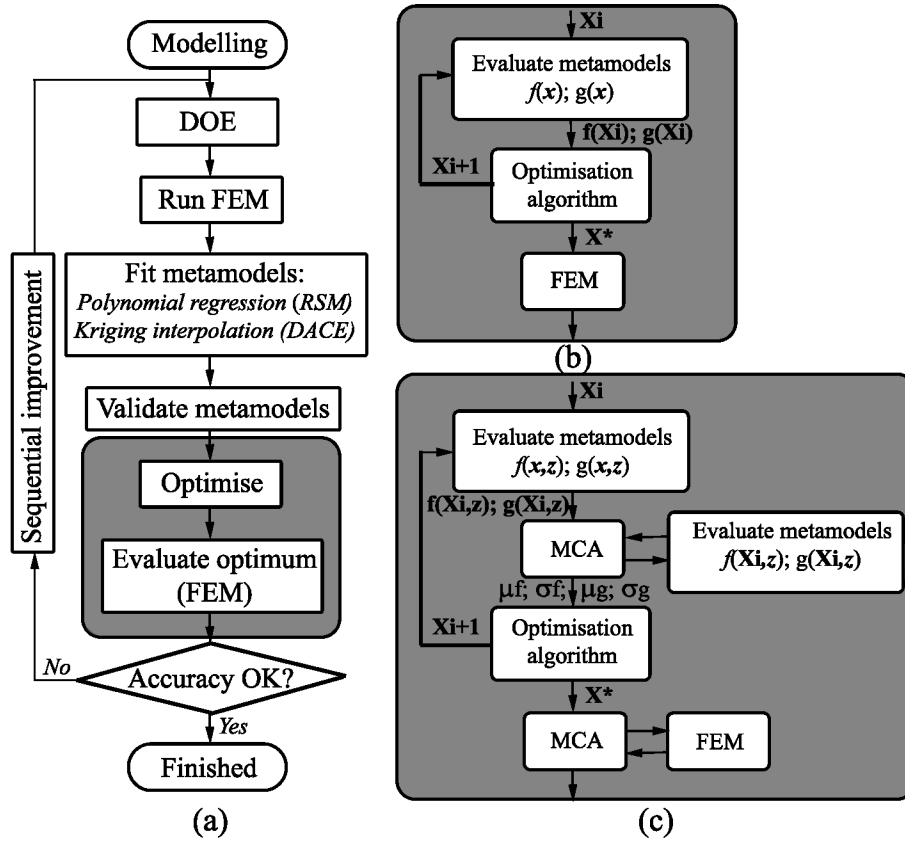 Modelling
DOE
Run FEM
Fit metamodels:
Polynomial regression (RSM)
Kriging interpolation (DACE)
Validate metamodels
Optimise
Evaluate optimum
(FEM)
Accuracy OK?
No
Yes
Finished
Sequential improvement
(a)
Xi
Evaluate metamodels
f(x); g(x)
f(Xi); g(Xi)
Xi+1
Optimisation
algorithm
X*
FEM
(b)
Xi
Evaluate metamodels
f(x,z); g(x,z)
f(Xi,z); g(Xi,z)
MCA
Evaluate metamodels
f(Xi,z); g(Xi,z)
μf; σf; μg; σg
Xi+1
Optimisation
algorithm
X*
MCA
FEM
(c)